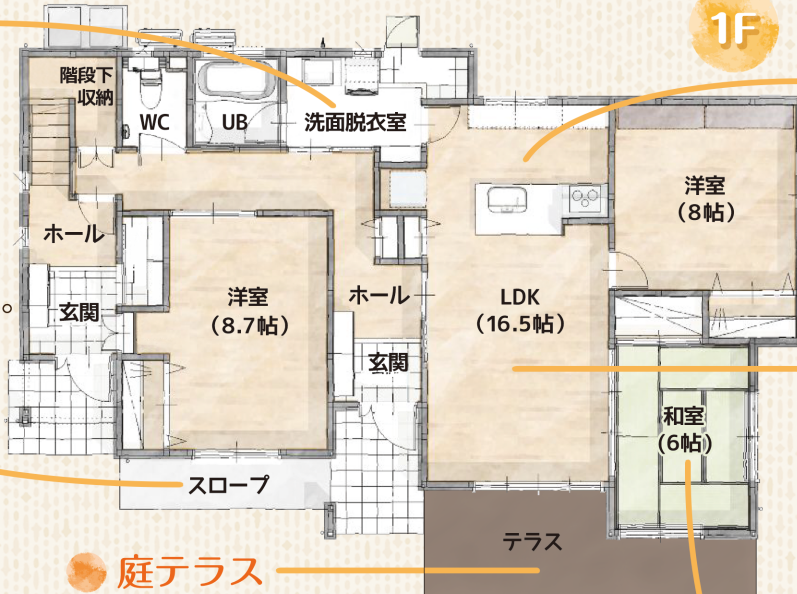 1F
階段下
収納
WC
UB
洗面脱衣室
洋室
（8帖）
ホール
玄関
洋室
（8.7帖）
ホール
LDK
（16.5帖）
玄関
和室
（6帖）
スロープ
テラス
庭テラス